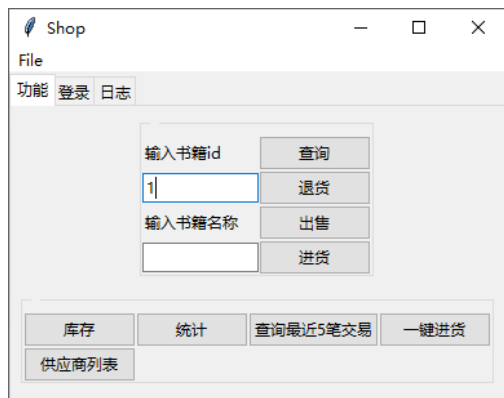 Shop
File
功能 登录 日志
输入书籍id 查询
1 退货
输入书籍名称 出售
进货
库存 统计 查询最近5笔交易 一键进货
供应商列表